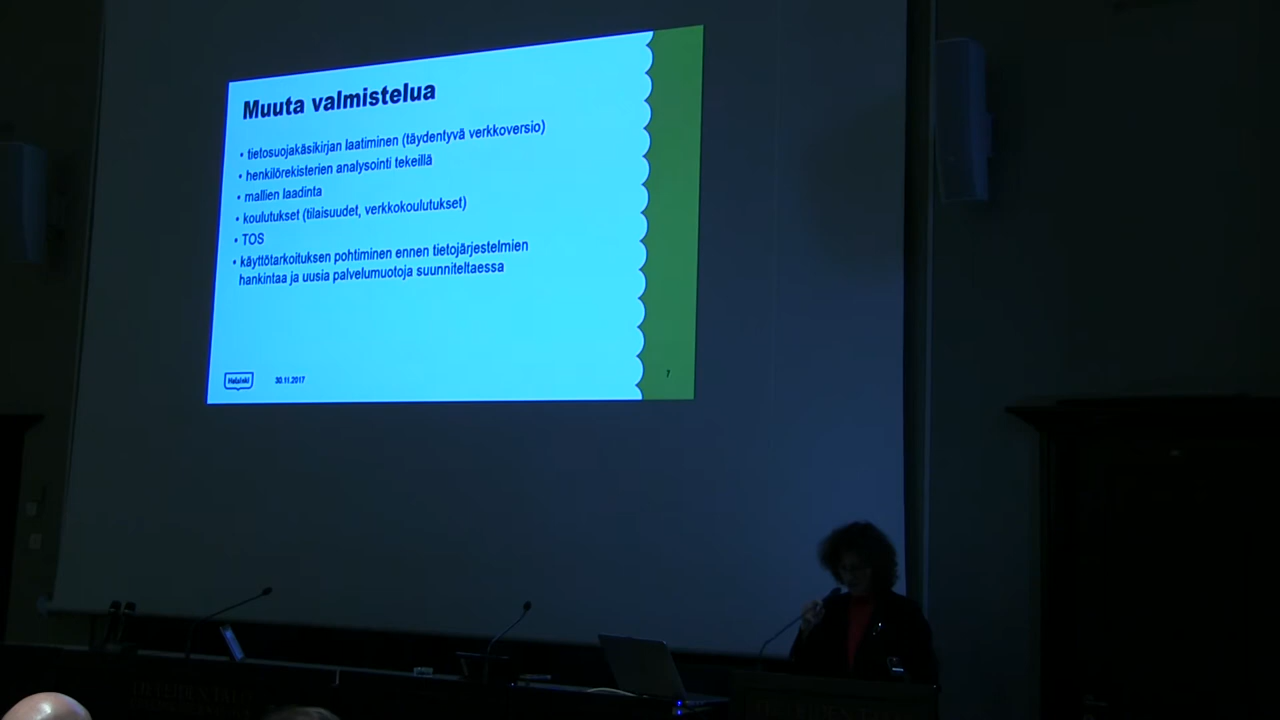 Muuta valmistelua
• tietosuojakäsikirjan laatiminen (täydentyvä verkkoversio)
• henkilörekisterien analysointi tekeillä
• mallien laadinta
• koulutukset (tilaisuudet, verkkokoulutukset)
• TOS
• käyttötarkoituksen pohtiminen ennen tietojärjestelmien
hankintaa ja uusia palvelumuotoja suunniteltaessa
Helsinki
30.11.2017
7